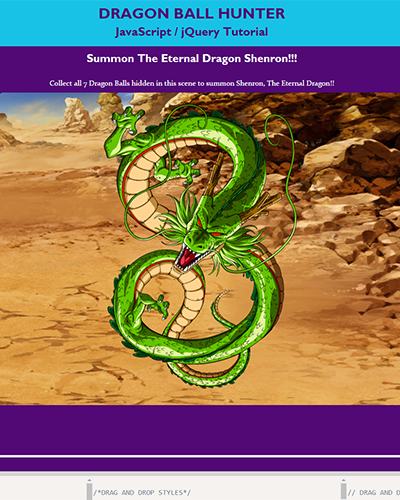 DRAGON BALL HUNTER
JavaScript / jQuery Tutorial
Summon The Eternal Dragon Shenron!!!
Collect all 7 Dragon Balls hidden in this scene to summon Shenron, The Eternal Dragon!!
/*DRAG AND DROP STYLES*/
// DRAG AND D